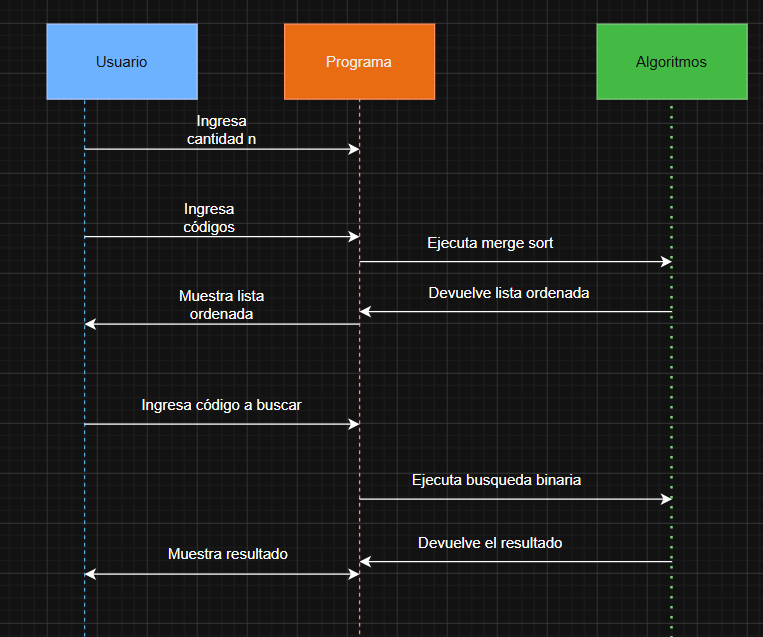 Usuario
Programa
Algoritmos
Ingresa
cantidad n
Ingresa
códigos
Ejecuta merge sort
Devuelve lista ordenada
Muestra lista
ordenada
Ingresa código a buscar
Ejecuta busqueda binaria
Devuelve el resultado
Muestra resultado